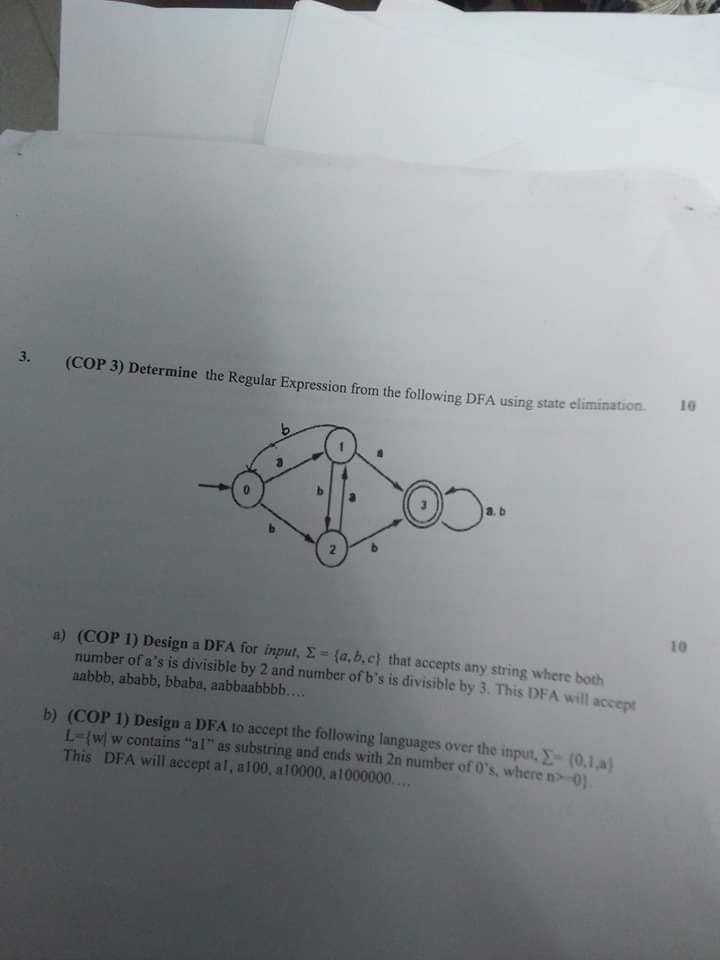 3. (COP 3) Determine the Regular Expression from the following DFA using state elimination. 10
b
1
a
a
0
b
a
3
a. b
b
2
b
a) (COP 1) Design a DFA for input, Σ = {a, b, c} that accepts any string where both 10
number of a's is divisible by 2 and number of b's is divisible by 3. This DFA will accept
aabbb, ababb, bbaba, aabbaabbbb….
b) (COP 1) Design a DFA to accept the following languages over the input, Σ= {0,1,a}
L={w| w contains "a1" as substring and ends with 2n number of 0's, where n>=0}.
This DFA will accept a1, a100, a10000, a1000000….